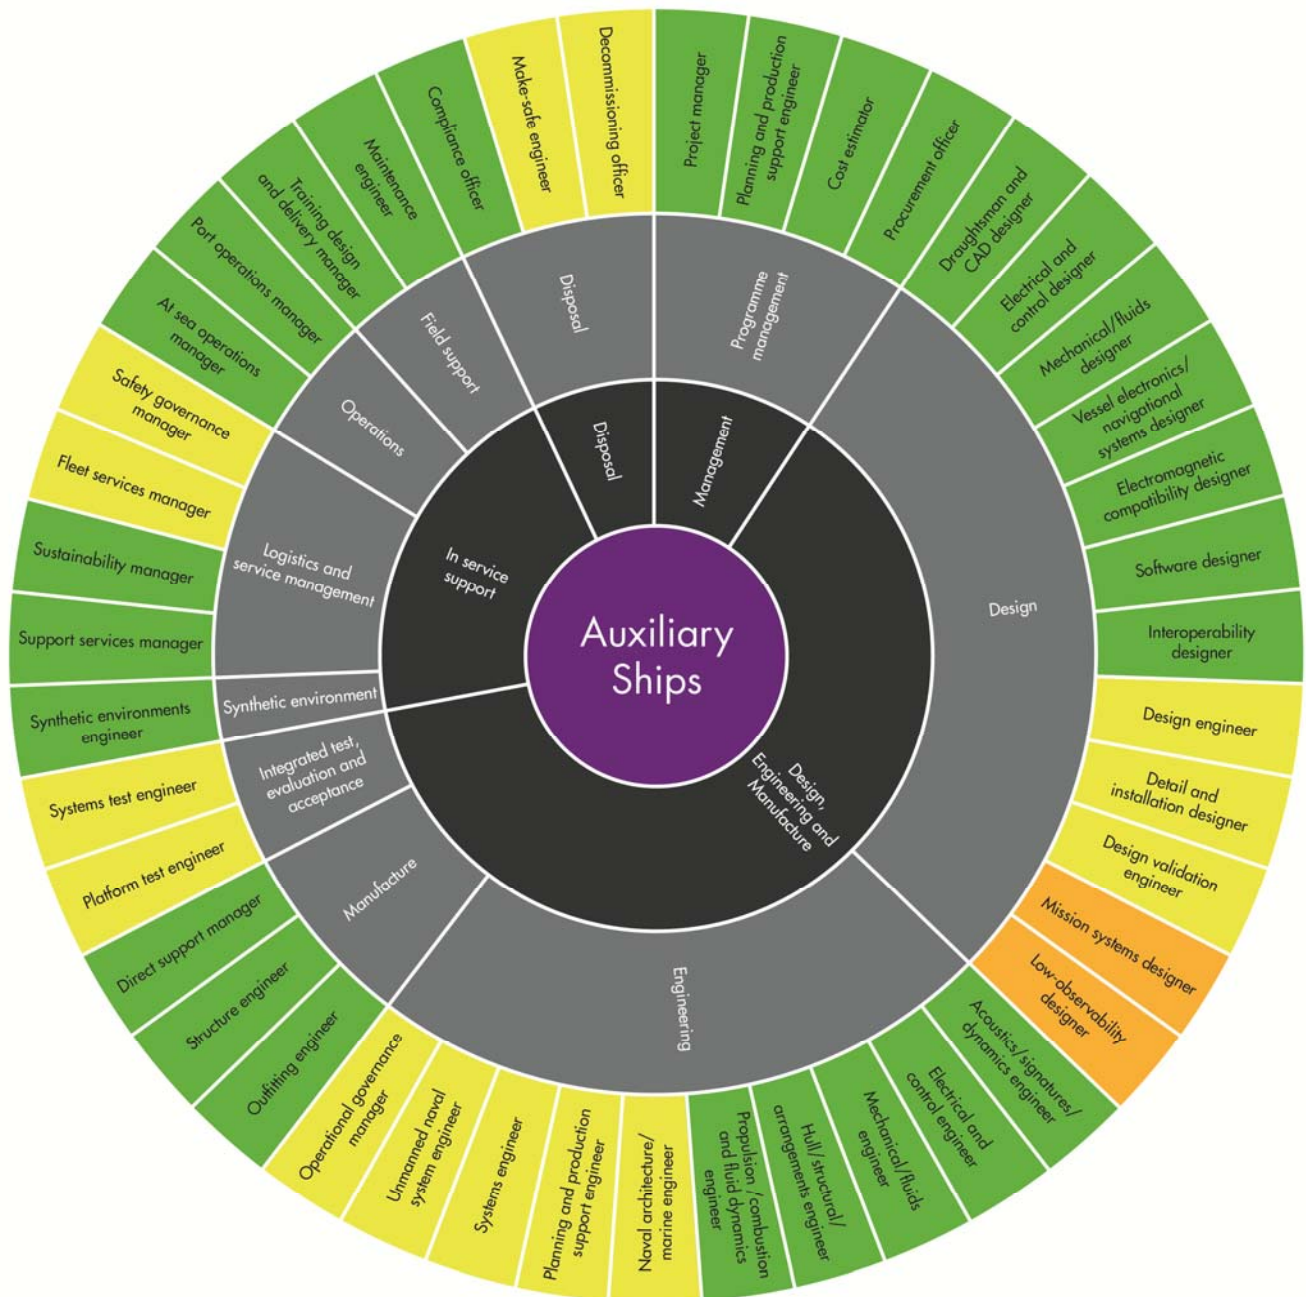 Auxiliary
Ships
Management
Design,
Engineering and
Manufacture
In service
support
Disposal
Programme
management
Design
Engineering
Manufacture
Integrated test,
evaluation and
acceptance
Synthetic environment
Logistics and
service management
Operations
Field support
Disposal
Project manager
Planning and production
support engineer
Cost estimator
Procurement officer
Draughtsman and
CAD designer
Electrical and
control designer
Mechanical/fluids
designer
Vessel electronics/
navigational
systems designer
Electromagnetic
compatibility designer
Software designer
Interoperability
designer
Design engineer
Detail and
installation designer
Design validation
engineer
Mission systems designer
Low-observability
designer
Acoustics/signatures/
dynamics engineer
Electrical and
control engineer
Mechanical/fluids
engineer
Hull/structural/
arrangements engineer
Propulsion /combustion
and fluid dynamics
engineer
Naval architecture/
marine engineer
Planning and production
support engineer
Systems engineer
Unmanned naval
system engineer
Operational governance
manager
Outfitting engineer
Structure engineer
Direct support manager
Platform test engineer
Systems test engineer
Synthetic environments
engineer
Support services manager
Sustainability manager
Fleet services manager
Safety governance
manager
At sea operations
manager
Port operations manager
Training design
and delivery manager
Maintenance
engineer
Compliance officer
Make-safe engineer
Decommissioning officer